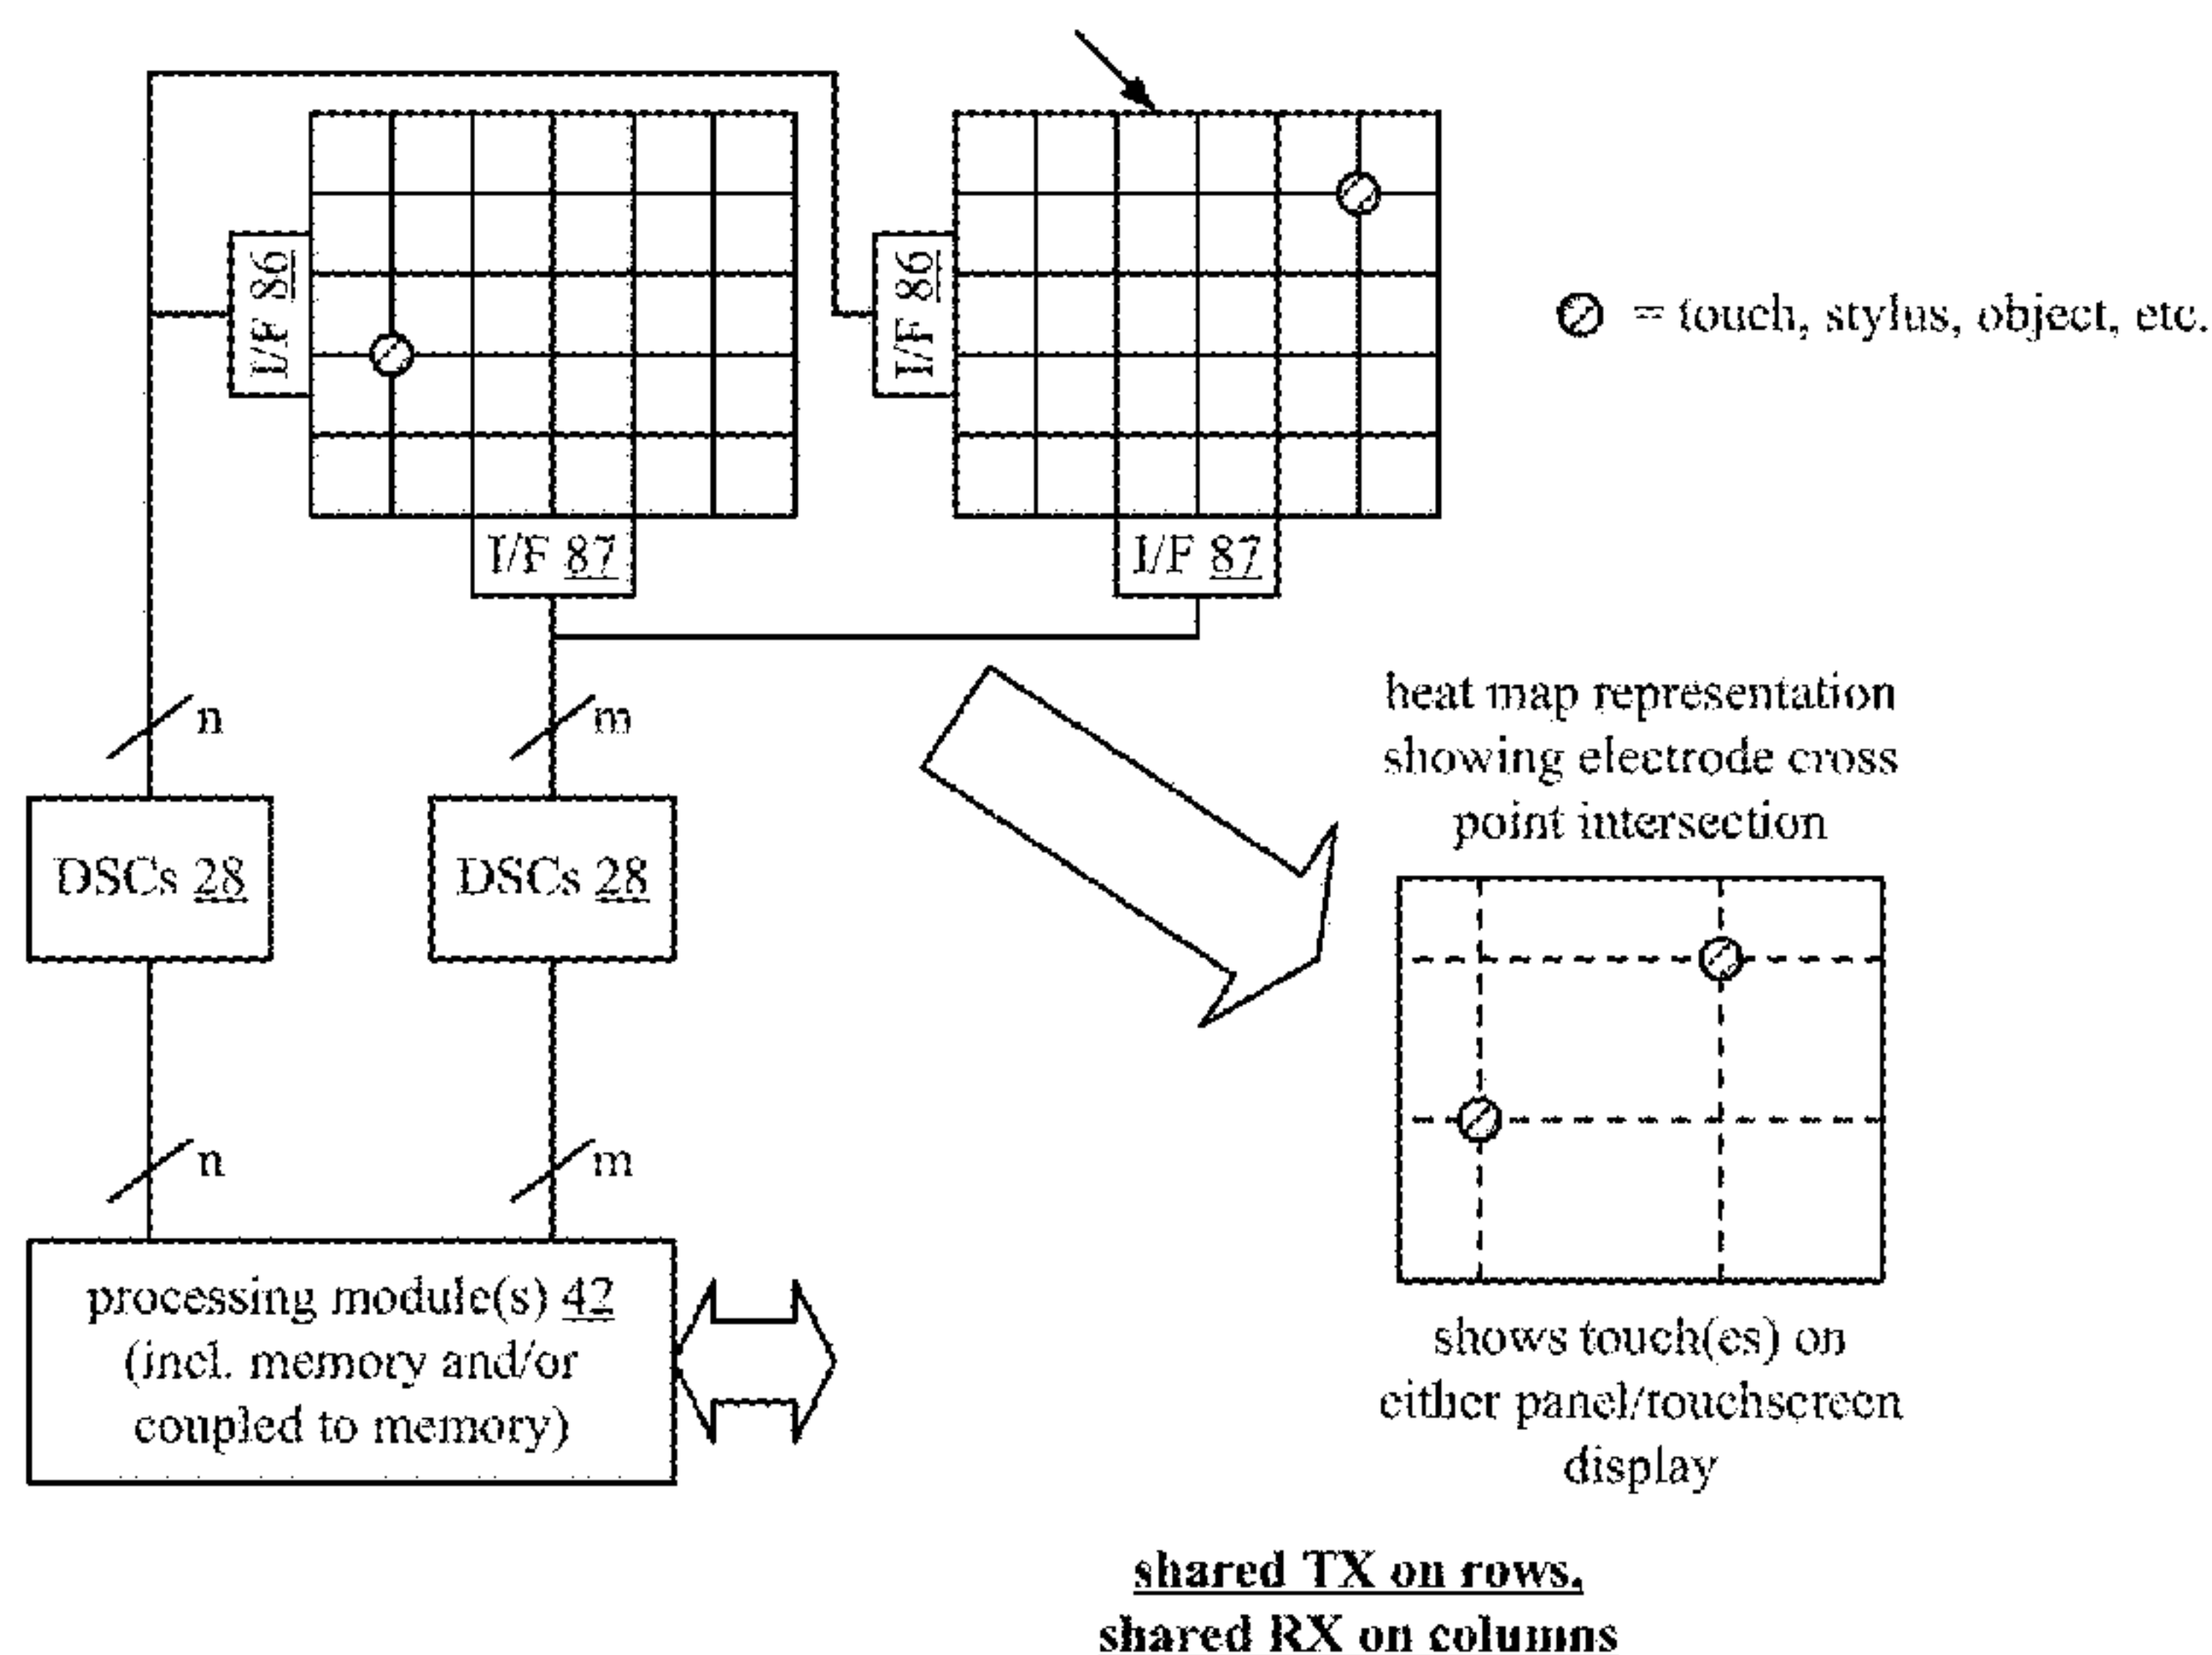 I/F 86
I/F 86
= touch, stylus, object, etc.
I/F 87
I/F 87
n
m
heat map representation
showing electrode cross
point intersection
DSCs 28
DSCs 28
n
m
processing module(s) 42
(incl. memory and/or
coupled to memory)
shows touch(es) on
either panel/touchscreen
display
shared TX on rows,
shared RX on columns